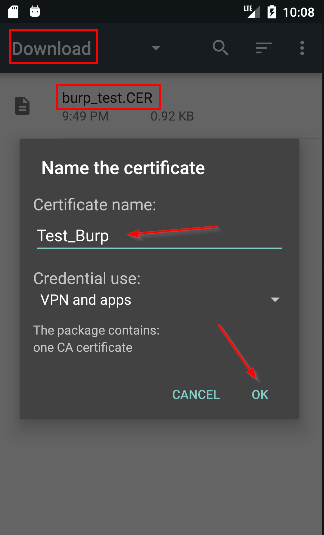 LTE 10:08
Download
burp_test.CER
9:49 PM 0.92 KB
Name the certificate
Certificate name:
Test_Burp
Credential use:
VPN and apps
The package contains:
one CA certificate
CANCEL OK